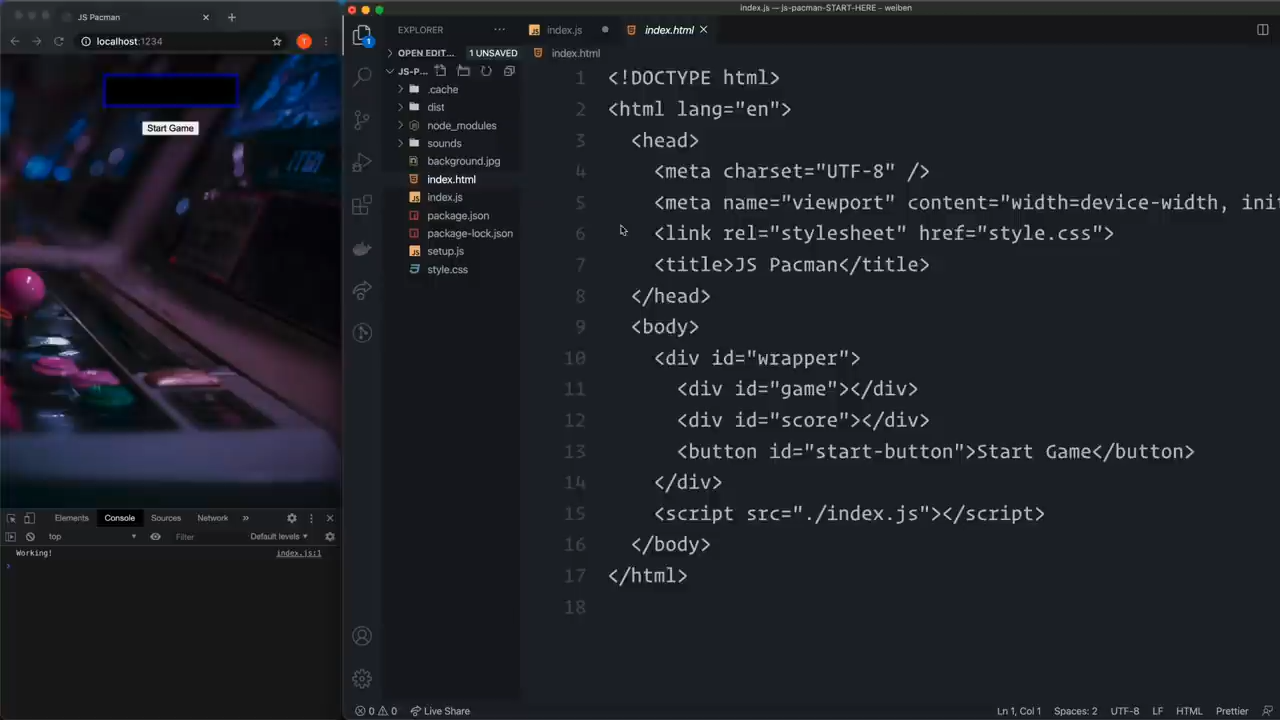 JS Pacman
localhost:1234
T
Start Game
Elements
Console
Sources
Network
»
top
Filter
Default levels
Working!
index.js:1
index.js — js-pacman-START-HERE – weiben
1
EXPLORER
OPEN EDIT...
1 UNSAVED
JS-P...
.cache
dist
node_modules
sounds
background.jpg
index.html
JS index.js
package.json
package-lock.json
JS setup.js
style.css
JS index.js
index.html
index.html
1 <!DOCTYPE html>
2 <html lang="en">
3 <head>
4 <meta charset="UTF-8" />
5 <meta name="viewport" content="width=device-width, init
6 <link rel="stylesheet" href="style.css">
7 <title>JS Pacman</title>
8 </head>
9 <body>
10 <div id="wrapper">
11 <div id="game"></div>
12 <div id="score"></div>
13 <button id="start-button">Start Game</button>
14 </div>
15 <script src="./index.js"></script>
16 </body>
17 </html>
18
0 0 Live Share
Ln 1, Col 1 Spaces: 2 UTF-8 LF HTML Prettier